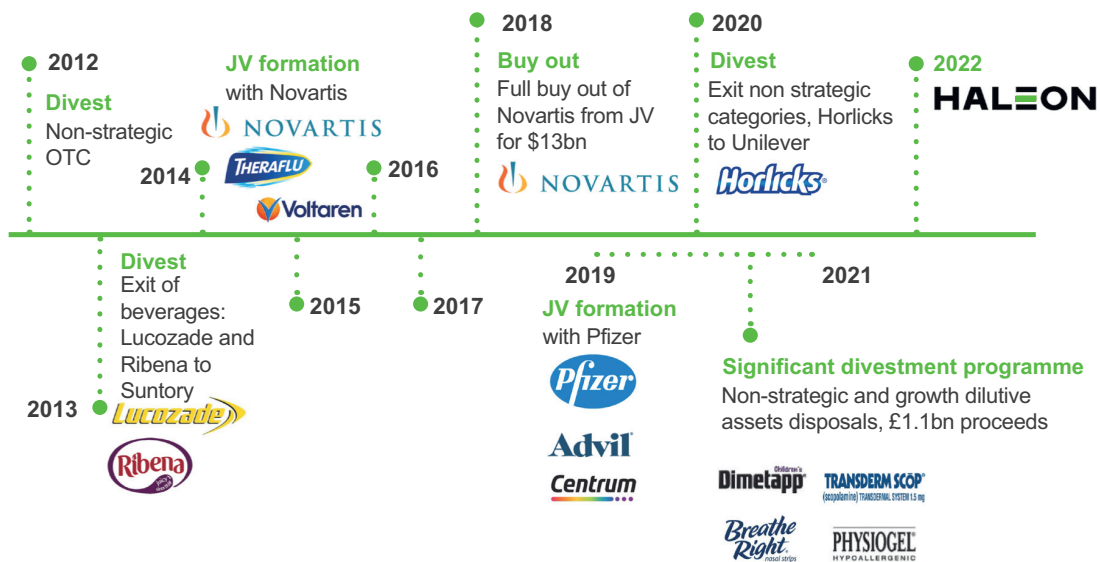 2012
Divest
Non-strategic
OTC
2013
Divest
Exit of
beverages:
Lucozade and
Ribena to
Suntory
Lucozade
Ribena
2014
JV formation
with Novartis
NOVARTIS
THERAFLU
Voltaren
2015
2016
2017
2018
Buy out
Full buy out of
Novartis from JV
for $13bn
NOVARTIS
2019
JV formation
with Pfizer
Pfizer
Advil®
Centrum
2020
Divest
Exit non strategic
categories, Horlicks
to Unilever
Horlicks®
2021
Significant divestment programme
Non-strategic and growth dilutive
assets disposals, £1.1bn proceeds
Children's
Dimetapp®
TRANSDERM SCŌP®
(scopolamine) TRANSDERMAL SYSTEM 1.5 mg
Breathe
Right®
nasal strips
PHYSIOGEL®
HYPOALLERGENIC
2022
HALEON